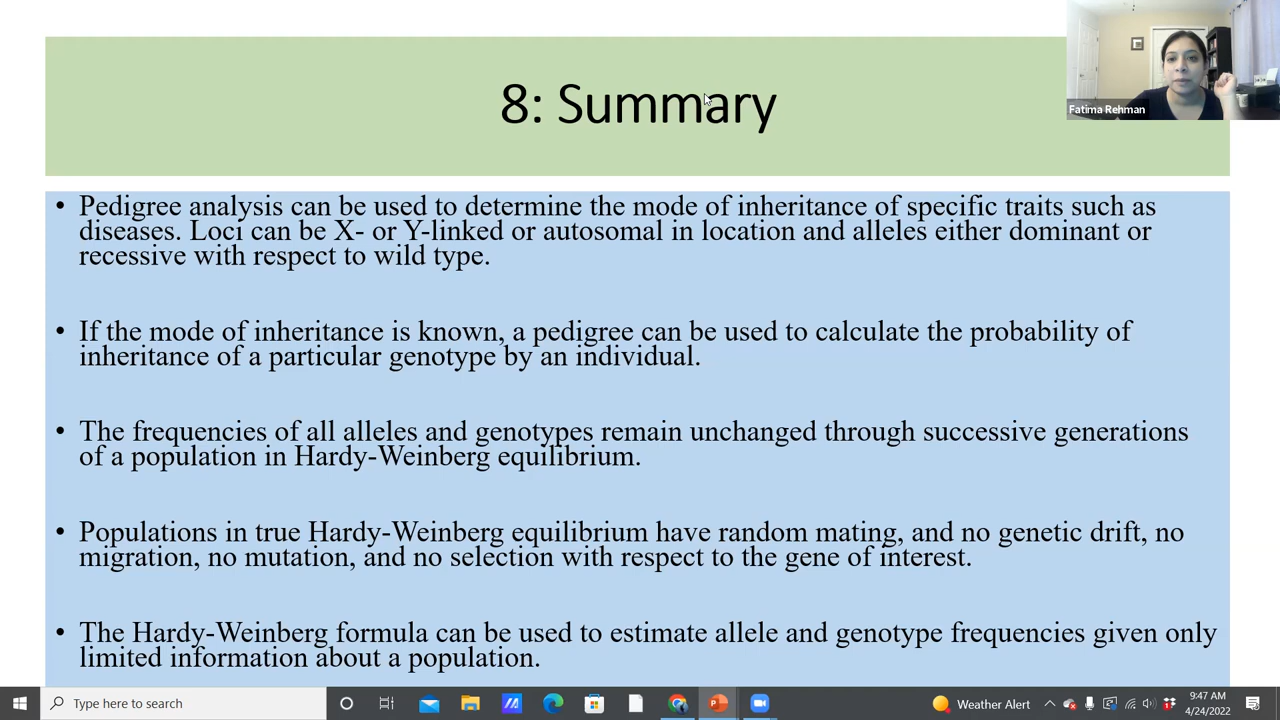 8: Summary
Fatima Rehman
• Pedigree analysis can be used to determine the mode of inheritance of specific traits such as
diseases. Loci can be X- or Y-linked or autosomal in location and alleles either dominant or
recessive with respect to wild type.
• If the mode of inheritance is known, a pedigree can be used to calculate the probability of
inheritance of a particular genotype by an individual.
• The frequencies of all alleles and genotypes remain unchanged through successive generations
of a population in Hardy-Weinberg equilibrium.
• Populations in true Hardy-Weinberg equilibrium have random mating, and no genetic drift, no
migration, no mutation, and no selection with respect to the gene of interest.
• The Hardy-Weinberg formula can be used to estimate allele and genotype frequencies given only
limited information about a population.
Type here to search
Weather Alert
9:47 AM
4/24/2022